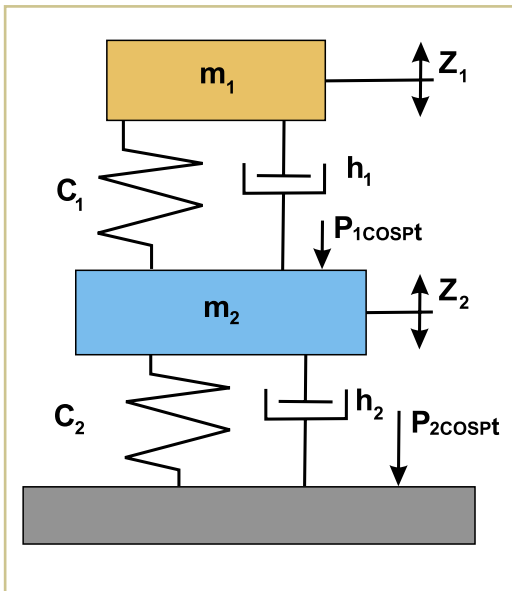 m₁
Z₁
C₁
h₁
P₁COSPt
m₂
Z₂
C₂
h₂
P₂COSPt